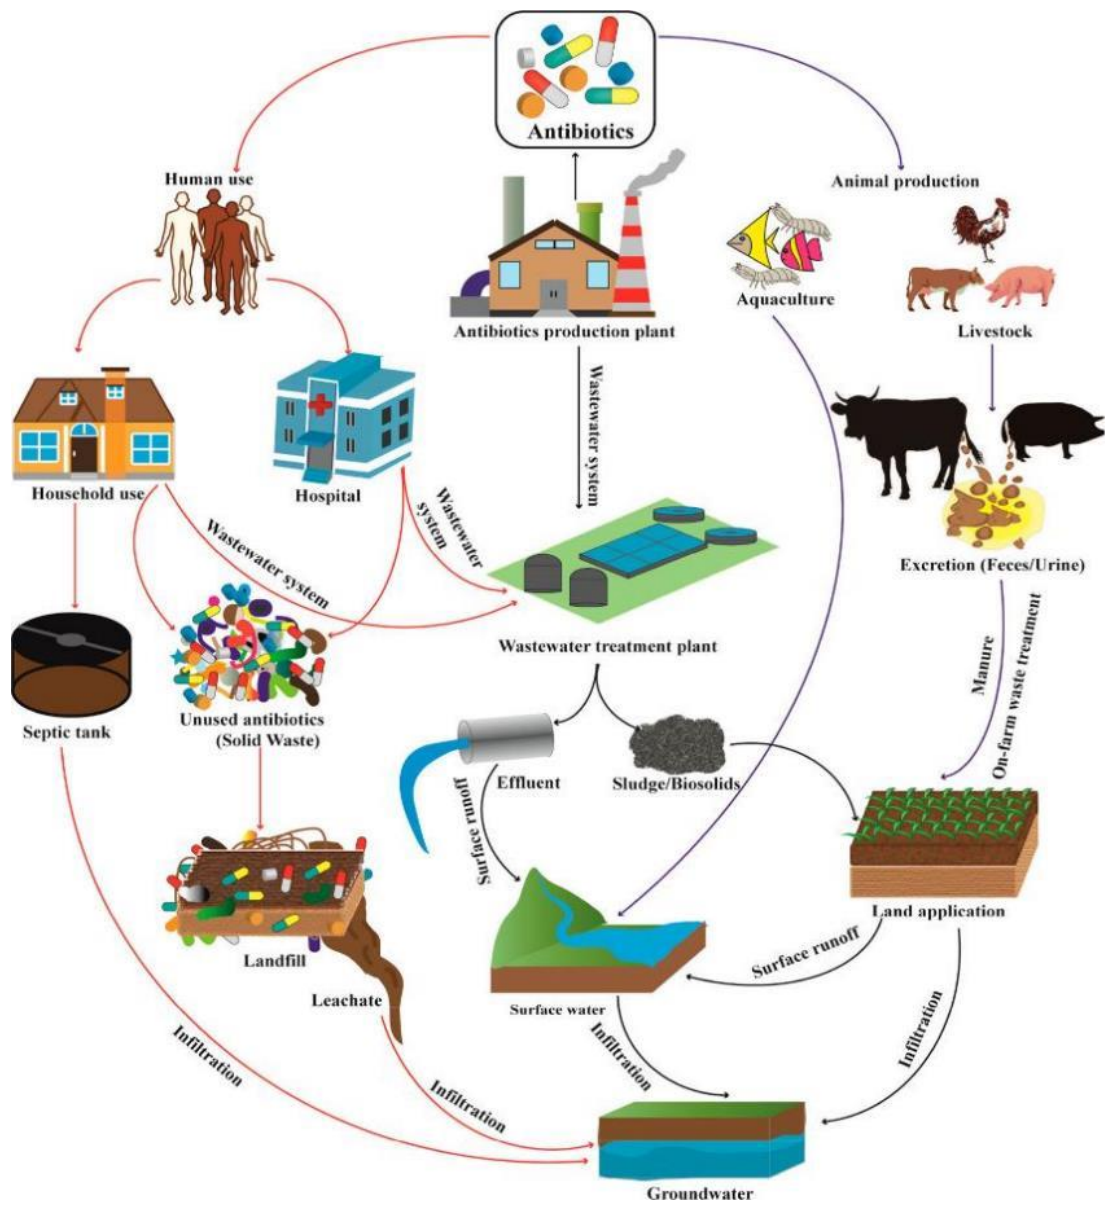 Antibiotics
Human use
Animal production
Aquaculture
Antibiotics production plant
Livestock
Wastewater system
Household use
Hospital
Wastewater
system
Wastewater system
Excretion (Feces/Urine)
Manure
On-farm waste treatment
Wastewater treatment plant
Septic tank
Unused antibiotics
(Solid Waste)
Effluent
Sludge/Biosolids
Surface runoff
Land application
Surface runoff
Landfill
Leachate
Surface water
Infiltration
Infiltration
Infiltration
Infiltration
Groundwater